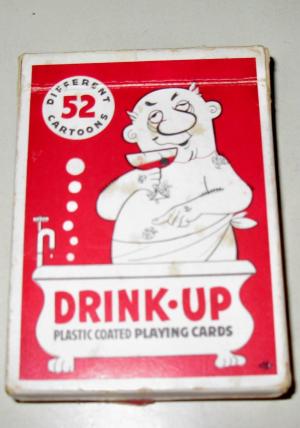 DIFFERENT
52
CARTOONS
DRINK·UP
PLASTIC COATED PLAYING CARDS